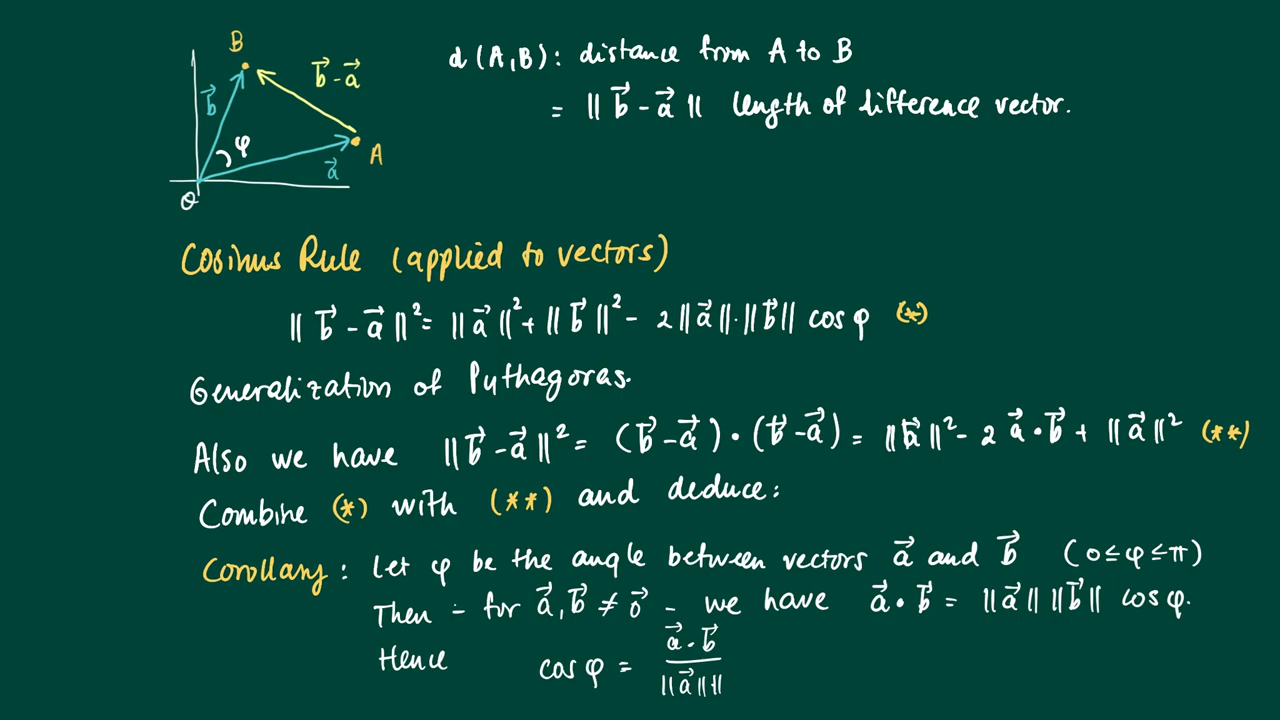 B
b⃗ - a⃗
b⃗
φ
A
a⃗
O
d (A,B) : distance from A to B
= || b⃗ - a⃗ || length of difference vector.
Cosinus Rule (applied to vectors)
|| b⃗ - a⃗ ||² = || a⃗ ||² + || b⃗ ||² - 2 || a⃗ || · || b⃗ || cos φ (*)
Generalization of Pythagoras.
Also we have || b⃗ - a⃗ ||² = (b⃗ - a⃗) • (b⃗ - a⃗) = || b⃗ ||² - 2 a⃗ • b⃗ + || a⃗ ||² (**)
Combine (*) with (**) and deduce:
Corollary : Let φ be the angle between vectors a⃗ and b⃗ (0 ≤ φ ≤ π)
Then - for a⃗, b⃗ ≠ 0⃗ - we have a⃗ • b⃗ = || a⃗ || || b⃗ || cos φ.
Hence cos φ = a⃗ · b⃗ / || a⃗ || ||